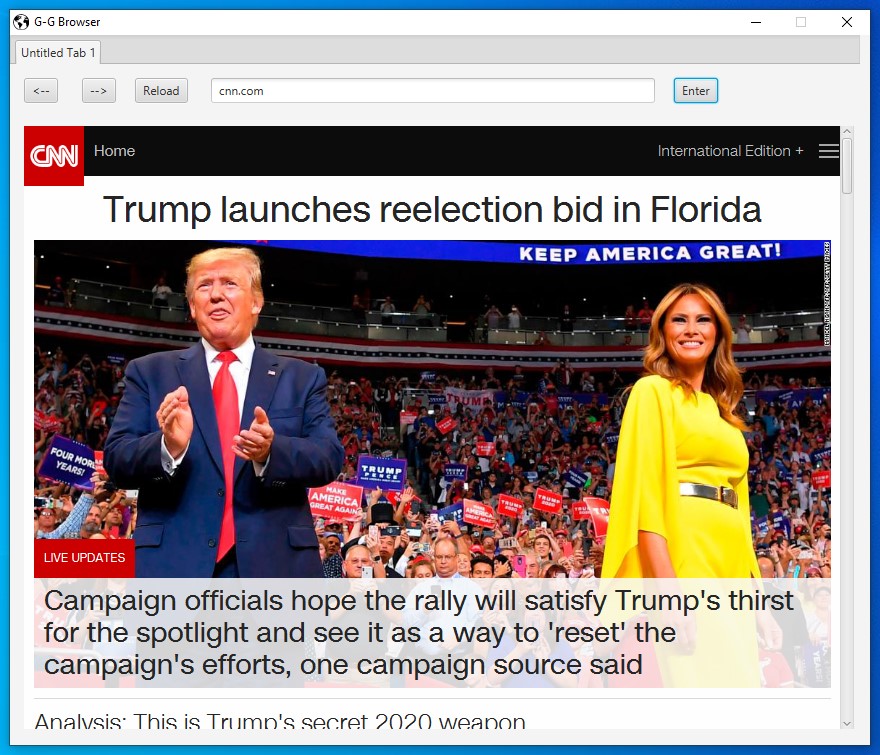 G-G Browser
Untitled Tab 1
<--
-->
Reload
cnn.com
Enter
CNN
Home
International Edition +
Trump launches reelection bid in Florida
KEEP AMERICA GREAT!
TRUMP
FOUR MORE
YEARS!
TRUMP
PENCE
MAKE
AMERICA
GREAT AGAIN!
TRUMP
TRUMP
LIVE UPDATES
Campaign officials hope the rally will satisfy Trump's thirst
for the spotlight and see it as a way to 'reset' the
campaign's efforts, one campaign source said
Analysis: This is Trump's secret 2020 weapon